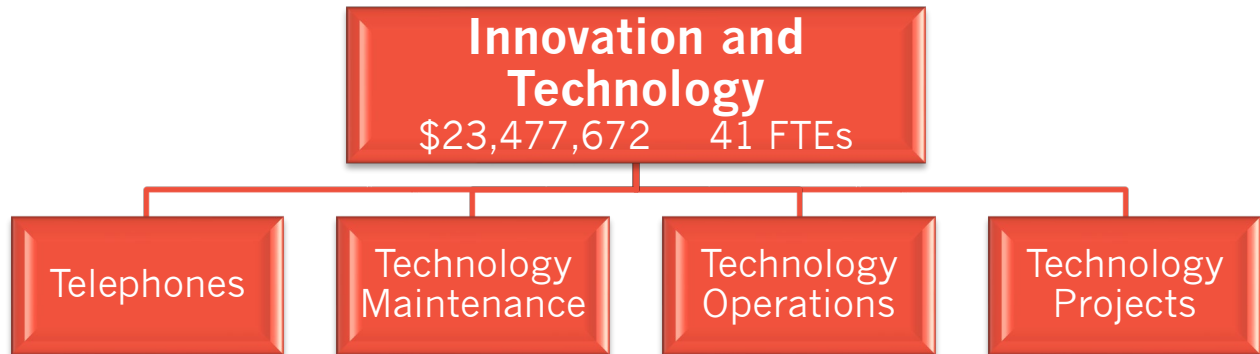 Innovation and
Technology
$23,477,672 41 FTEs
Telephones
Technology
Maintenance
Technology
Operations
Technology
Projects